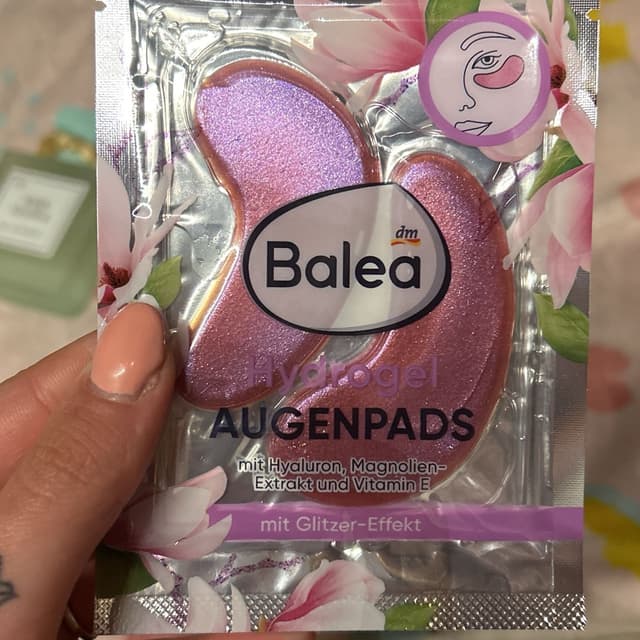 dm
Balea
Hydrogel
AUGENPADS
mit Hyaluron, Magnolien-
Extrakt und Vitamin E
mit Glitzer-Effekt